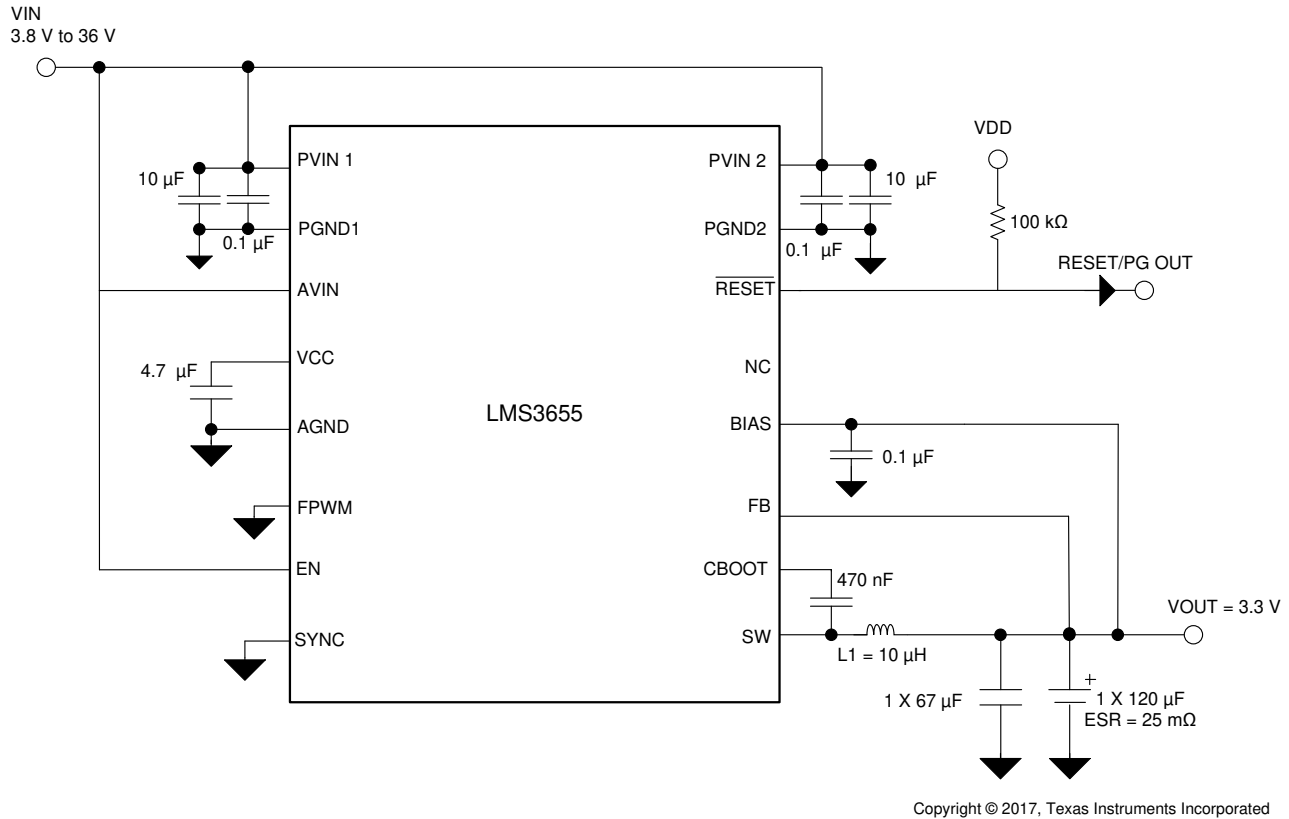 VIN
3.8 V to 36 V
VDD
PVIN 1
PVIN 2
10 µF
10 µF
100 kΩ
PGND1
PGND2
0.1 µF
0.1 µF
RESET/PG OUT
AVIN
RESET
VCC
4.7 µF
NC
LMS3655
AGND
BIAS
0.1 µF
FPWM
FB
EN
CBOOT
470 nF
VOUT = 3.3 V
SYNC
SW
L1 = 10 µH
+
1 X 67 µF
1 X 120 µF
ESR = 25 mΩ
Copyright © 2017, Texas Instruments Incorporated